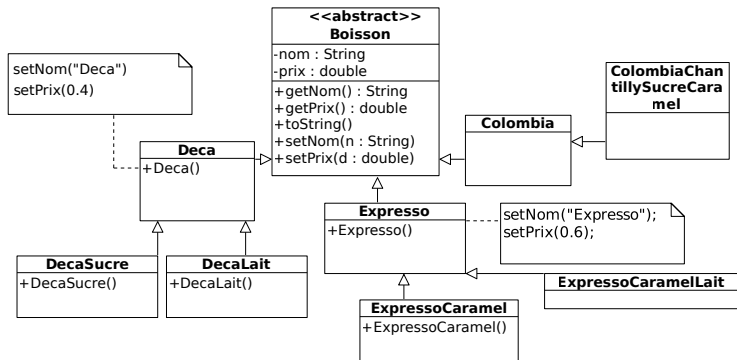 <<abstract>>
Boisson
-nom : String
-prix : double
+getNom() : String
+getPrix() : double
+toString()
+setNom(n : String)
+setPrix(d : double)
setNom("Deca")
setPrix(0.4)
ColombiaChan
tillySucreCara
mel
Colombia
Deca
+Deca()
Expresso
+Expresso()
setNom("Expresso");
setPrix(0.6);
DecaSucre
+DecaSucre()
DecaLait
+DecaLait()
ExpressoCaramelLait
ExpressoCaramel
+ExpressoCaramel()